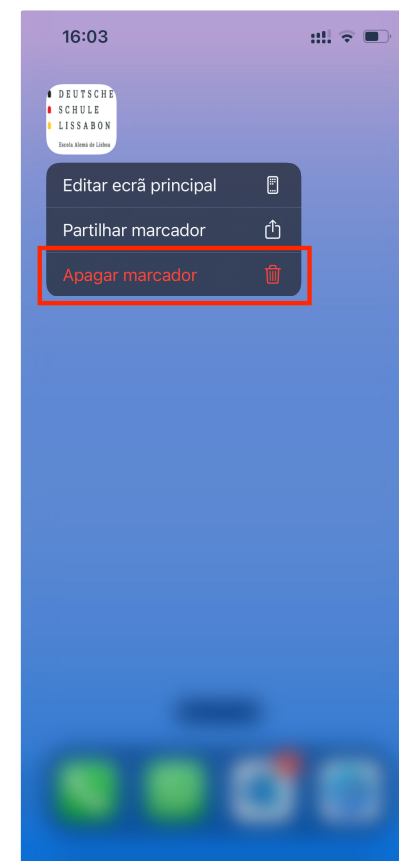 16:03
DEUTSCHE
SCHULE
LISSABON
Escola Alemã de Lisboa
Editar ecrã principal
Partilhar marcador
Apagar marcador